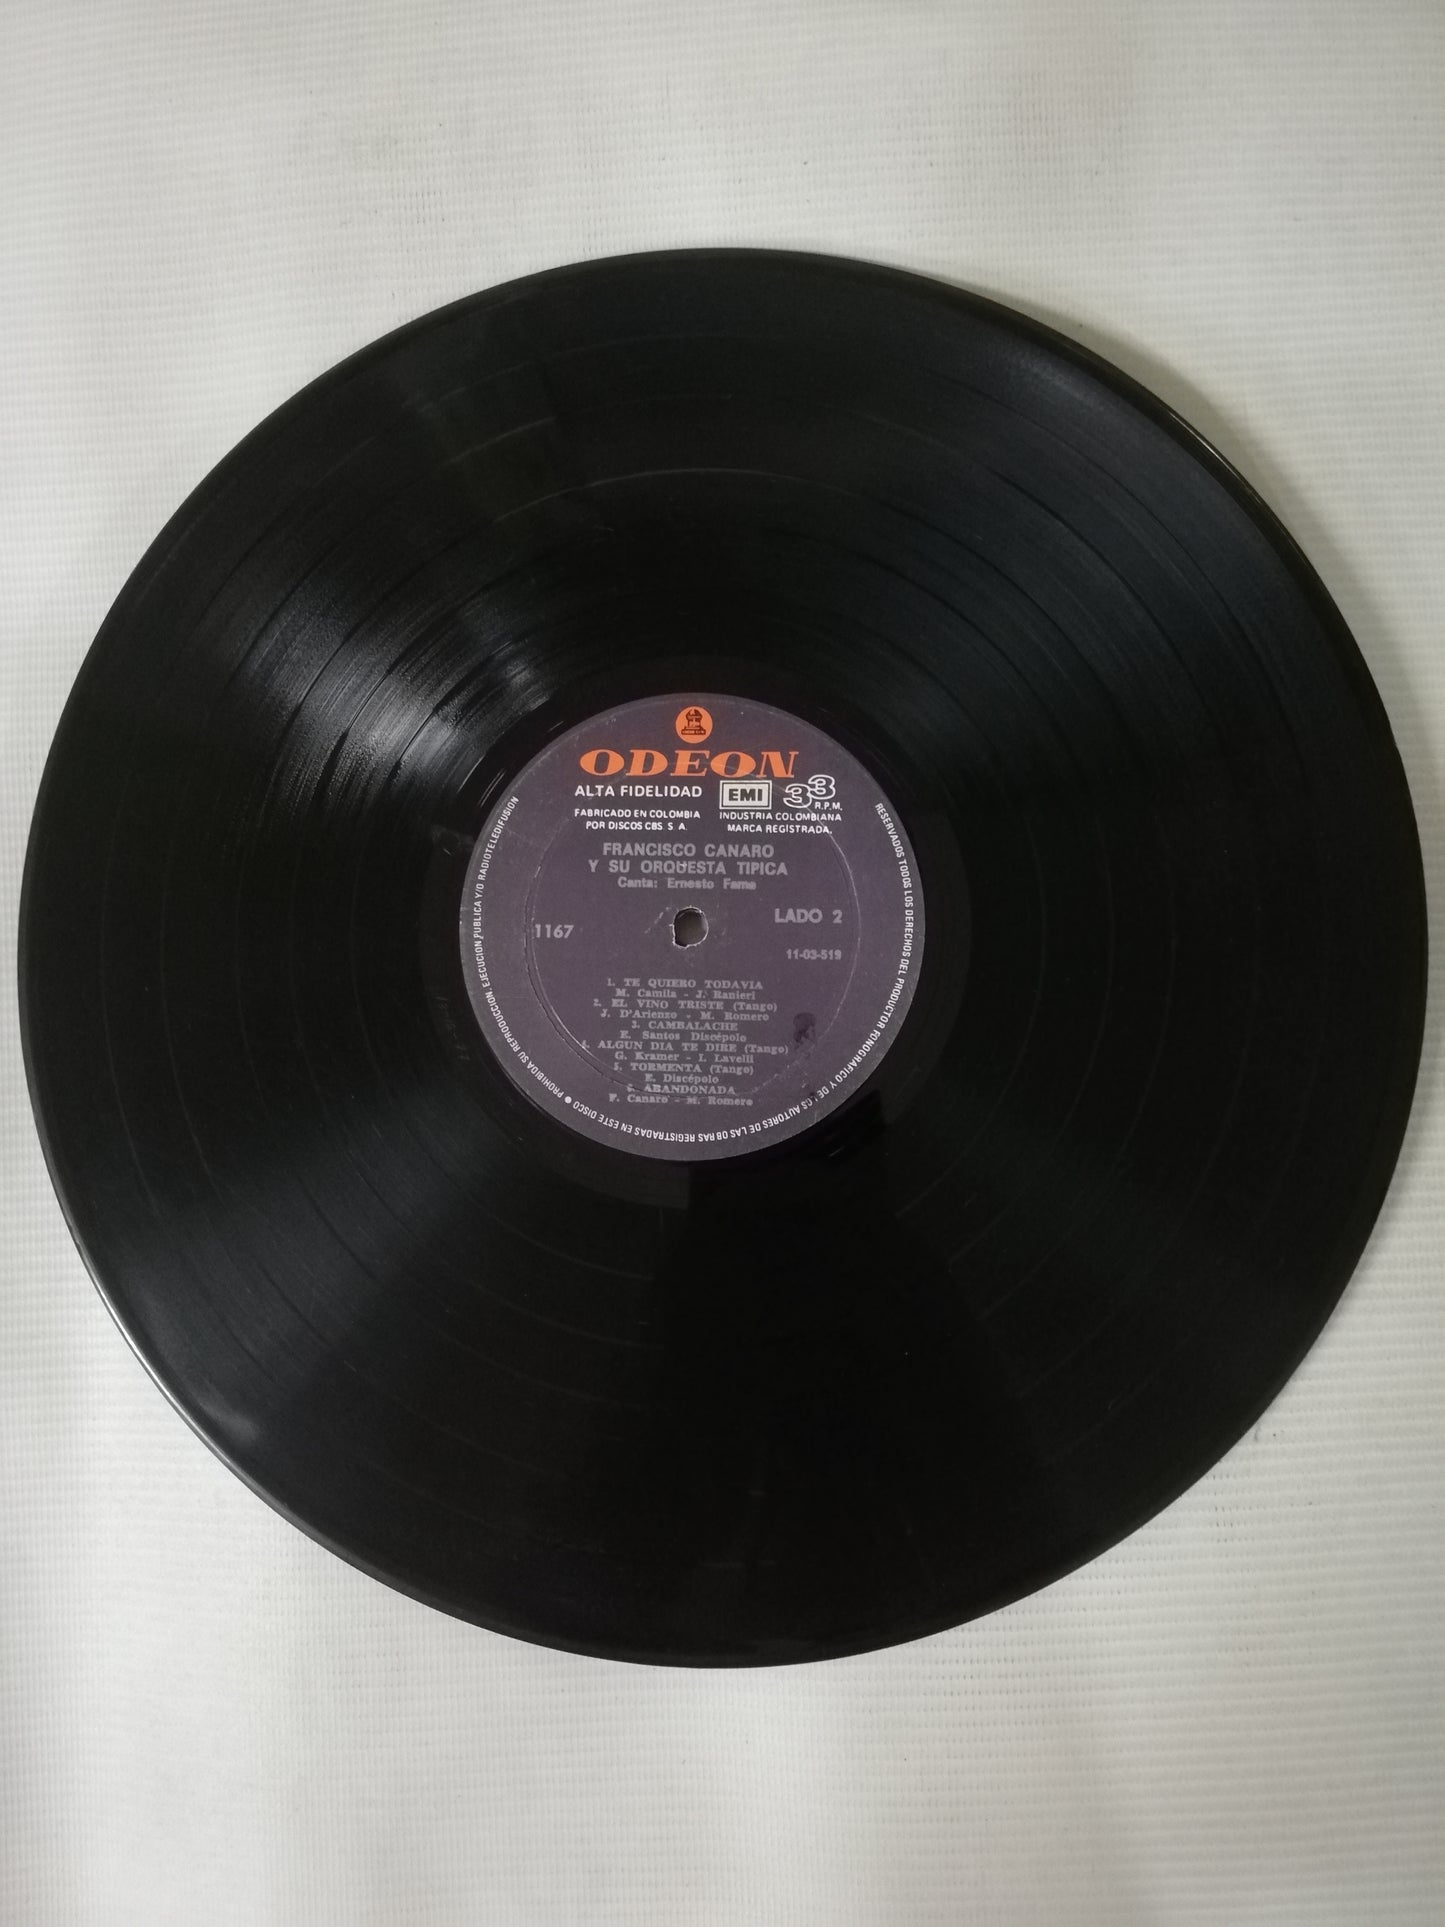 ODEON
ALTA FIDELIDAD
EMI
33
R.P.M.
FABRICADO EN COLOMBIA
POR DISCOS CBS S. A.
INDUSTRIA COLOMBIANA
MARCA REGISTRADA.
FRANCISCO CANARO
Y SU ORQUESTA TIPICA
Canta: Ernesto Fama
LADO 2
1167
11-03-519
1. TE QUIERO TODAVIA
M. Camila - J. Ranieri
2. EL VINO TRISTE (Tango)
J. D'Arienzo - M. Romero
3. CAMBALACHE
E. Santos Discépolo
4. ALGUN DIA TE DIRE (Tango)
G. Kramer - I. Lavelli
5. TORMENTA (Tango)
E. Discépolo
6. ABANDONADA
F. Canaro - M. Romero
RESERVADOS TODOS LOS DERECHOS DEL PRODUCTOR FONOGRAFICO Y DE LOS AUTORES DE LAS OBRAS REGISTRADAS EN ESTE DISCO ● PROHIBIDA SU REPRODUCCION, EJECUCION PUBLICA Y/O RADIOTELEDIFUSION